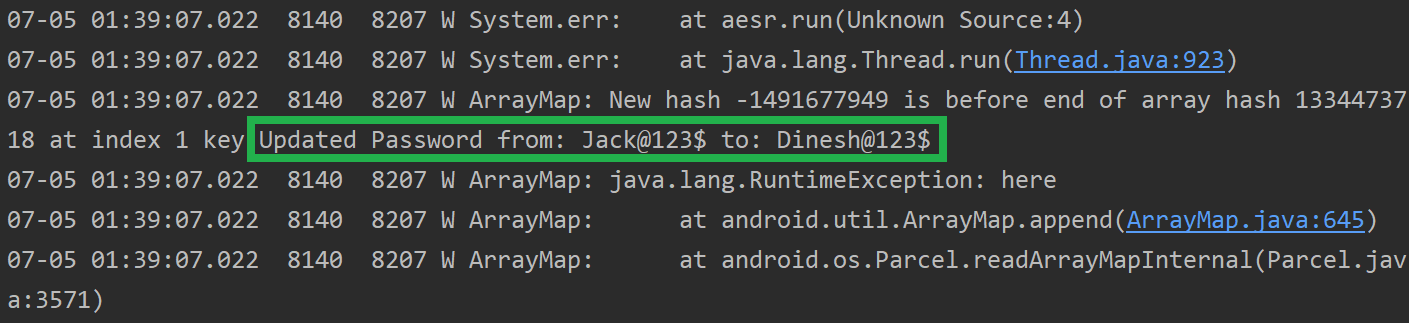 07-05 01:39:07.022  8140  8207 W System.err:    at aesr.run(Unknown Source:4)
07-05 01:39:07.022  8140  8207 W System.err:    at java.lang.Thread.run(Thread.java:923)
07-05 01:39:07.022  8140  8207 W ArrayMap: New hash -1491677949 is before end of array hash 13344737
18 at index 1 key Updated Password from: Jack@123$ to: Dinesh@123$
07-05 01:39:07.022  8140  8207 W ArrayMap: java.lang.RuntimeException: here
07-05 01:39:07.022  8140  8207 W ArrayMap:      at android.util.ArrayMap.append(ArrayMap.java:645)
07-05 01:39:07.022  8140  8207 W ArrayMap:      at android.os.Parcel.readArrayMapInternal(Parcel.jav
a:3571)